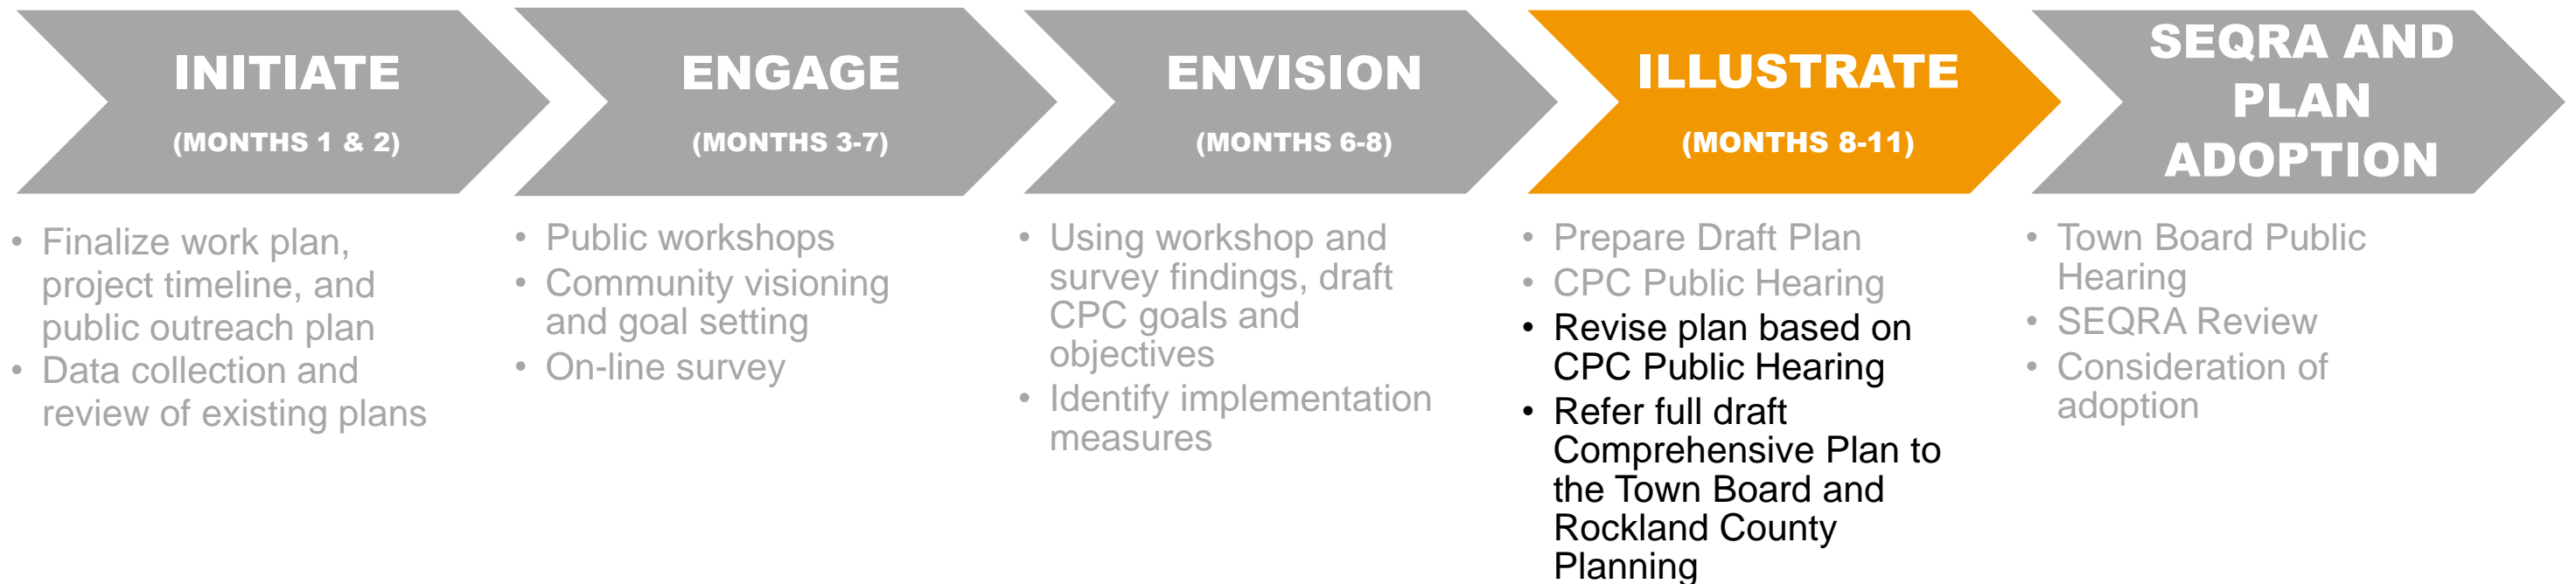 INITIATE
(MONTHS 1 & 2)
• Finalize work plan,
project timeline, and
public outreach plan
• Data collection and
review of existing plans
ENGAGE
(MONTHS 3-7)
• Public workshops
• Community visioning
and goal setting
• On-line survey
ENVISION
(MONTHS 6-8)
• Using workshop and
survey findings, draft
CPC goals and
objectives
• Identify implementation
measures
ILLUSTRATE
(MONTHS 8-11)
• Prepare Draft Plan
• CPC Public Hearing
• Revise plan based on
CPC Public Hearing
• Refer full draft
Comprehensive Plan to
the Town Board and
Rockland County
Planning
SEQRA AND
PLAN
ADOPTION
• Town Board Public
Hearing
• SEQRA Review
• Consideration of
adoption